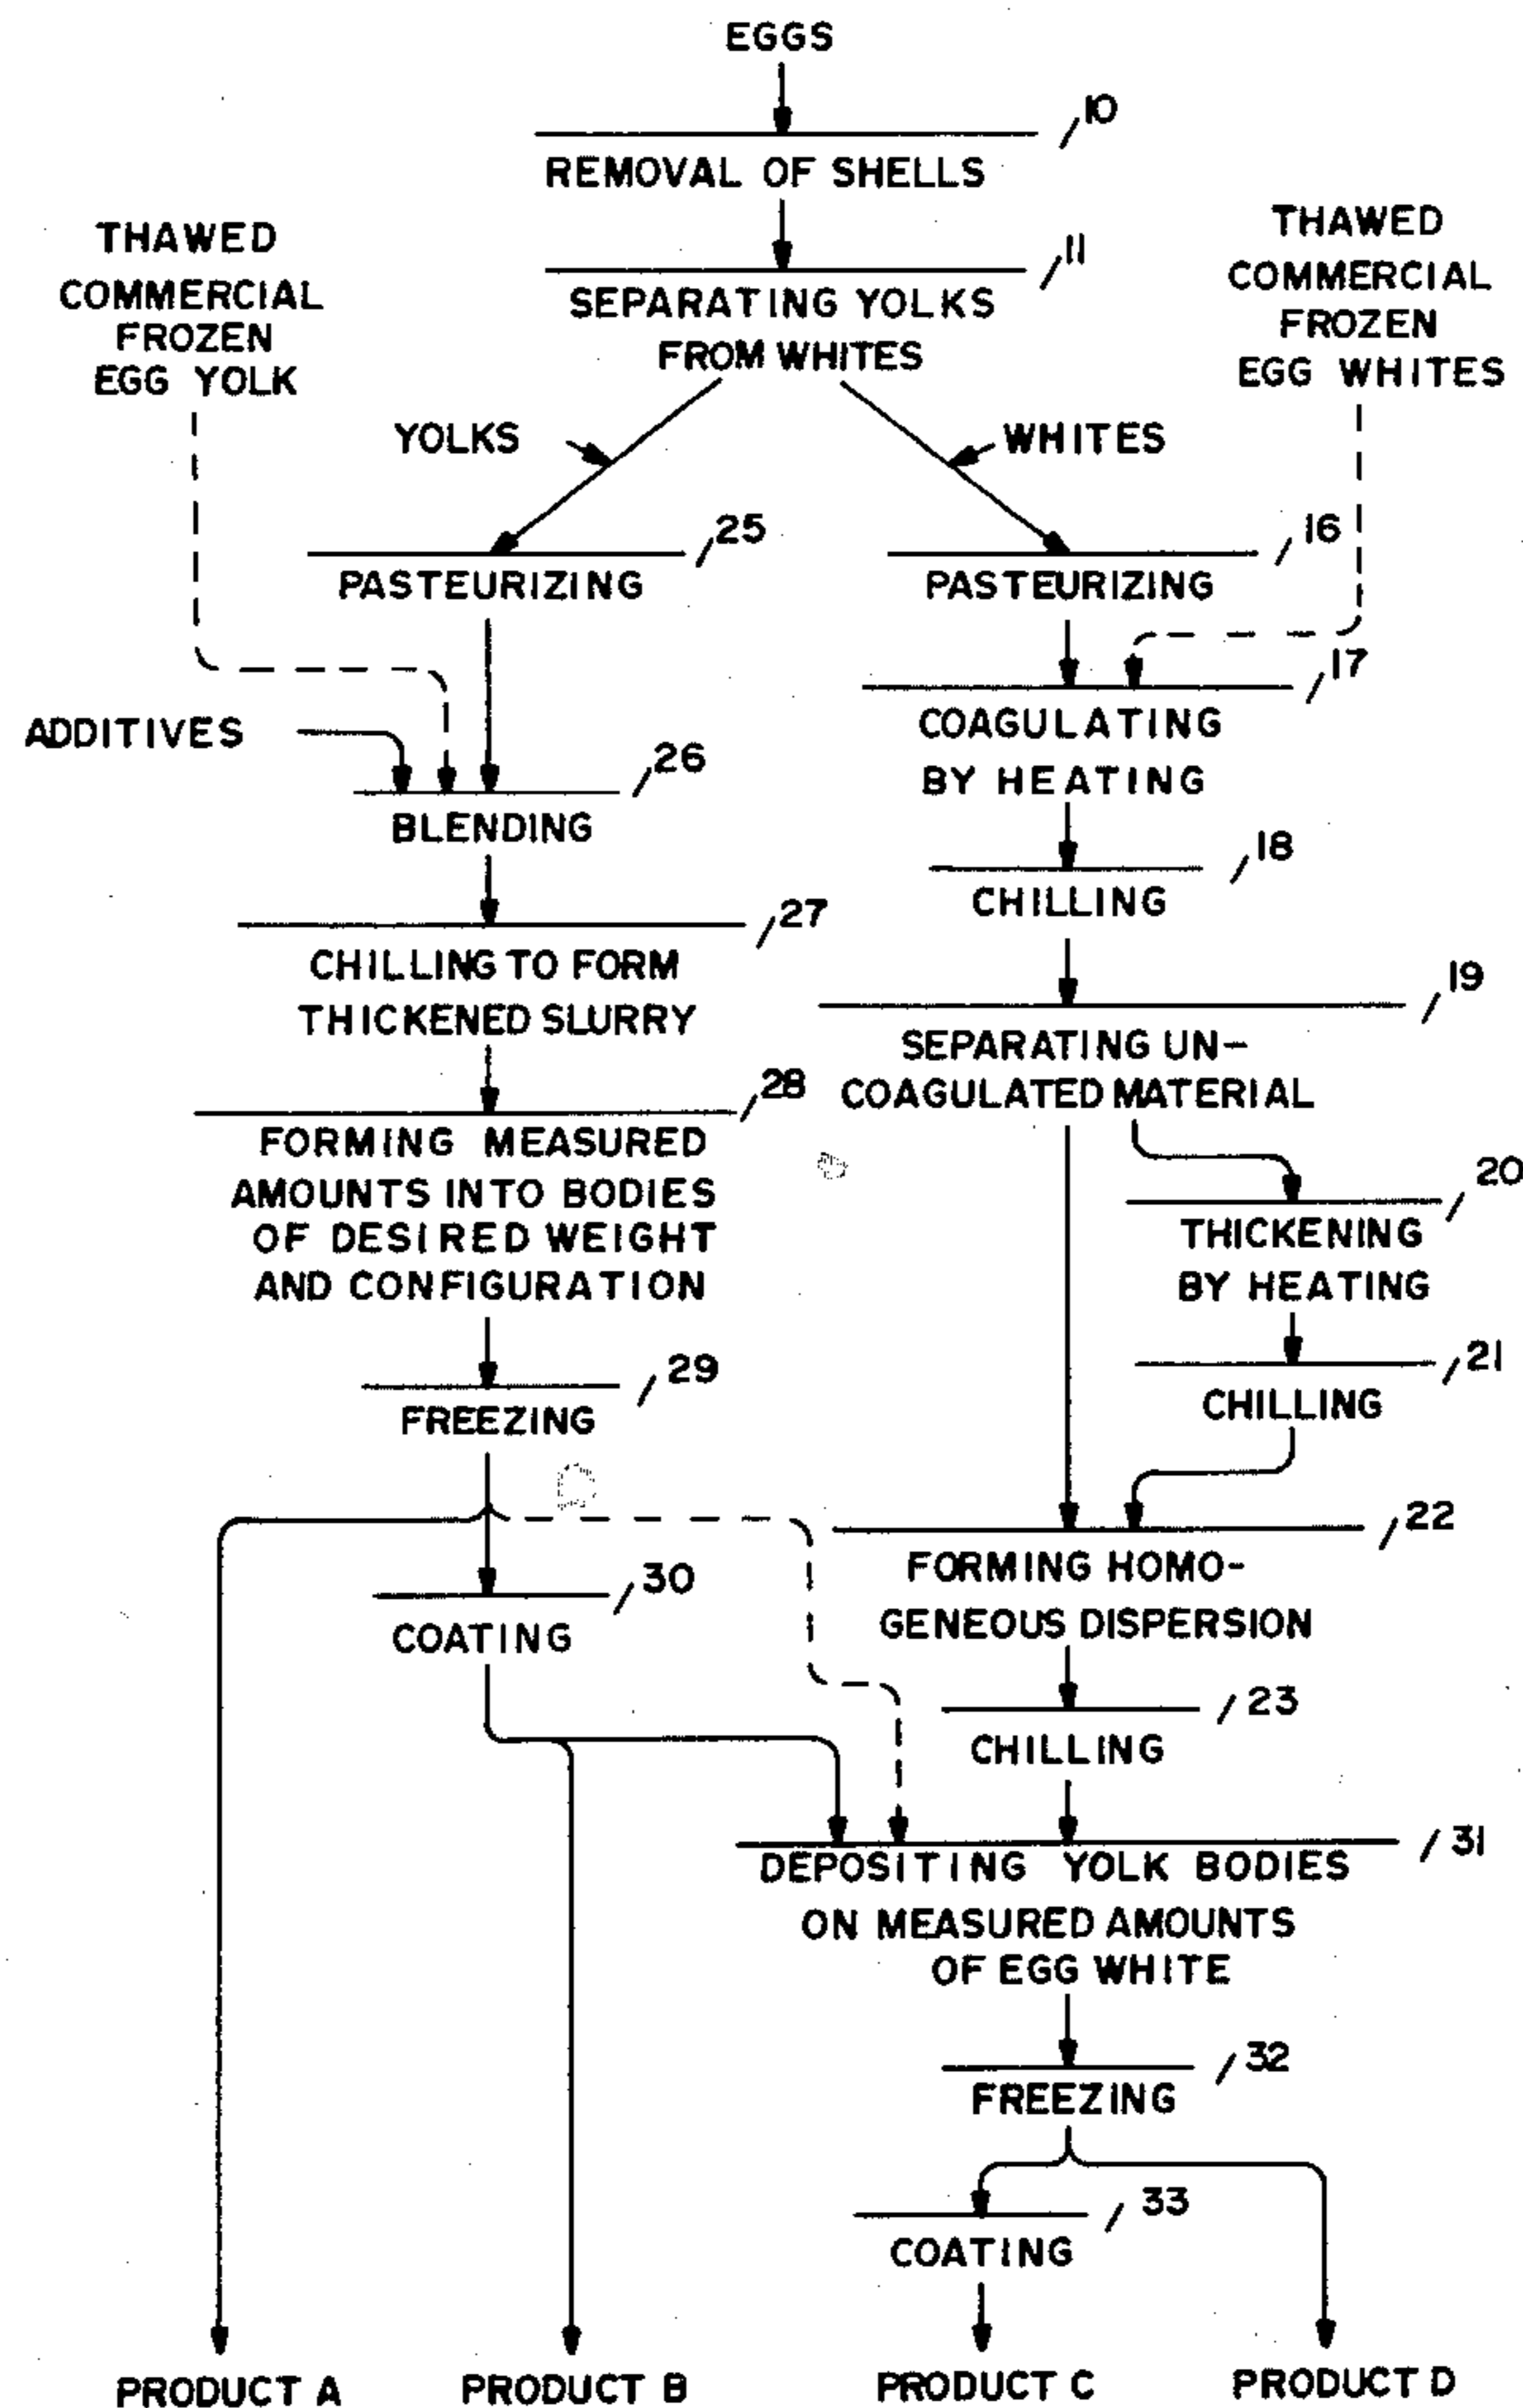 EGGS
10
REMOVAL OF SHELLS
11
SEPARATING YOLKS
FROM WHITES
THAWED
COMMERCIAL
FROZEN
EGG YOLK
THAWED
COMMERCIAL
FROZEN
EGG WHITES
YOLKS
WHITES
25
PASTEURIZING
16
PASTEURIZING
ADDITIVES
26
BLENDING
17
COAGULATING
BY HEATING
18
CHILLING
27
CHILLING TO FORM
THICKENED SLURRY
19
SEPARATING UN-
COAGULATED MATERIAL
28
FORMING MEASURED
AMOUNTS INTO BODIES
OF DESIRED WEIGHT
AND CONFIGURATION
20
THICKENING
BY HEATING
21
CHILLING
29
FREEZING
22
FORMING HOMO-
GENEOUS DISPERSION
30
COATING
23
CHILLING
31
DEPOSITING YOLK BODIES
ON MEASURED AMOUNTS
OF EGG WHITE
32
FREEZING
33
COATING
PRODUCT A
PRODUCT B
PRODUCT C
PRODUCT D